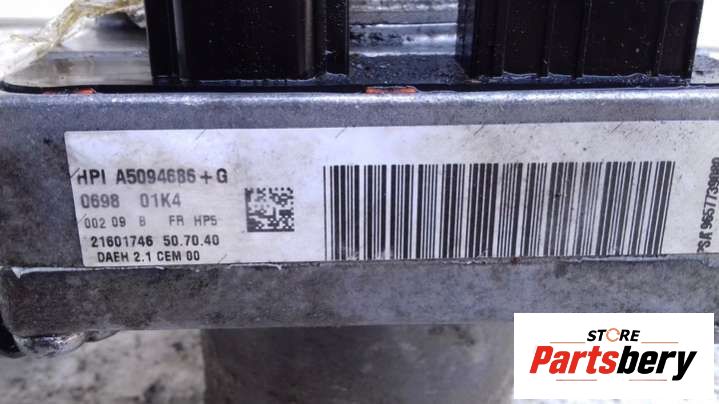 HPI A5094686+G
0698 01K4
002 09 B FR HP5
21601746 50.70.40
DAEH 2.1 CEM 00
STORE
Partsbery